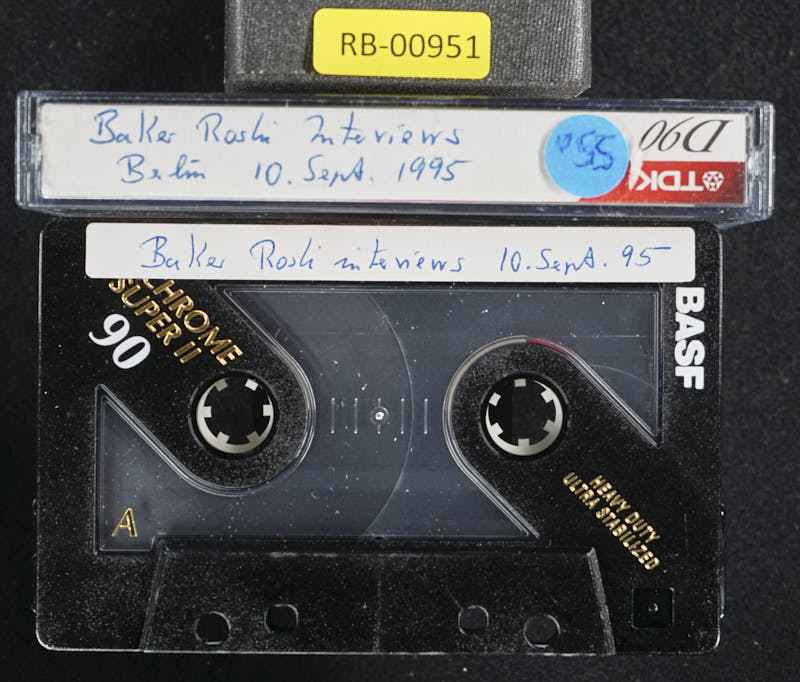 RB-00951
Baker Roshi Interviews
Berlin 10. Sept. 1995
D90
TDK
Baker Roshi interviews 10. Sept. 95
CHROME
SUPER II
90
BASF
A
HEAVY DUTY
ULTRA STABILIZED